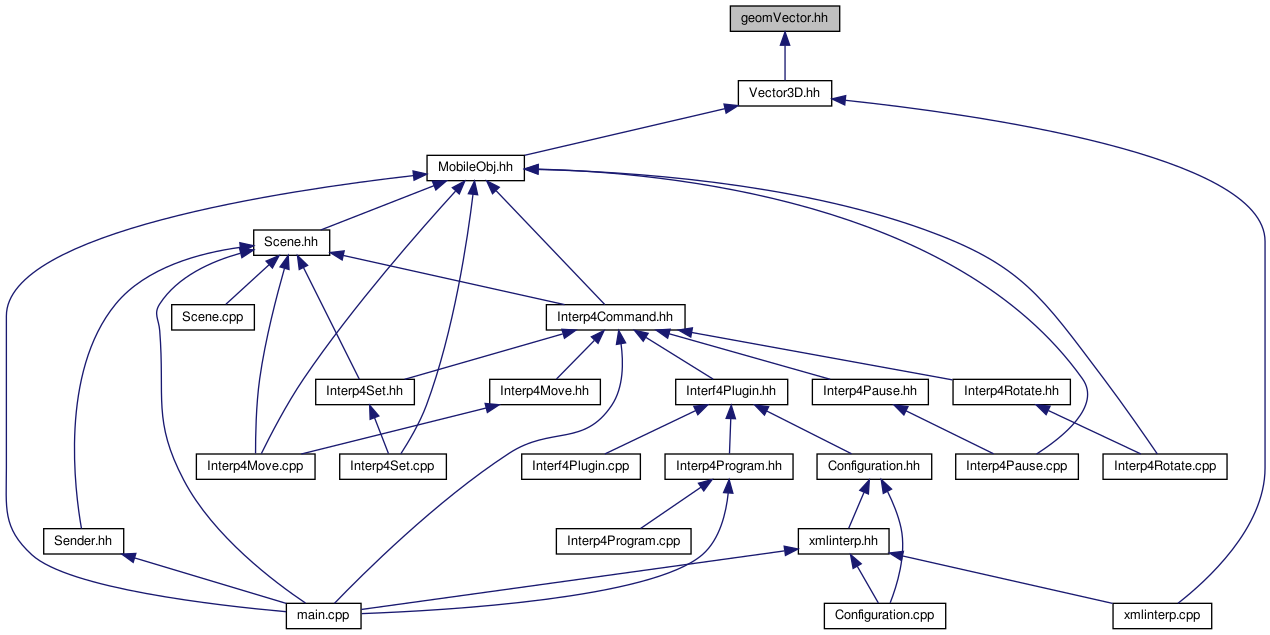 geomVector.hh
Vector3D.hh
MobileObj.hh
Scene.hh
Scene.cpp
Interp4Command.hh
Interp4Set.hh
Interp4Move.hh
Interf4Plugin.hh
Interp4Pause.hh
Interp4Rotate.hh
Interp4Move.cpp
Interp4Set.cpp
Interf4Plugin.cpp
Interp4Program.hh
Configuration.hh
Interp4Pause.cpp
Interp4Rotate.cpp
Sender.hh
Interp4Program.cpp
xmlinterp.hh
main.cpp
Configuration.cpp
xmlinterp.cpp